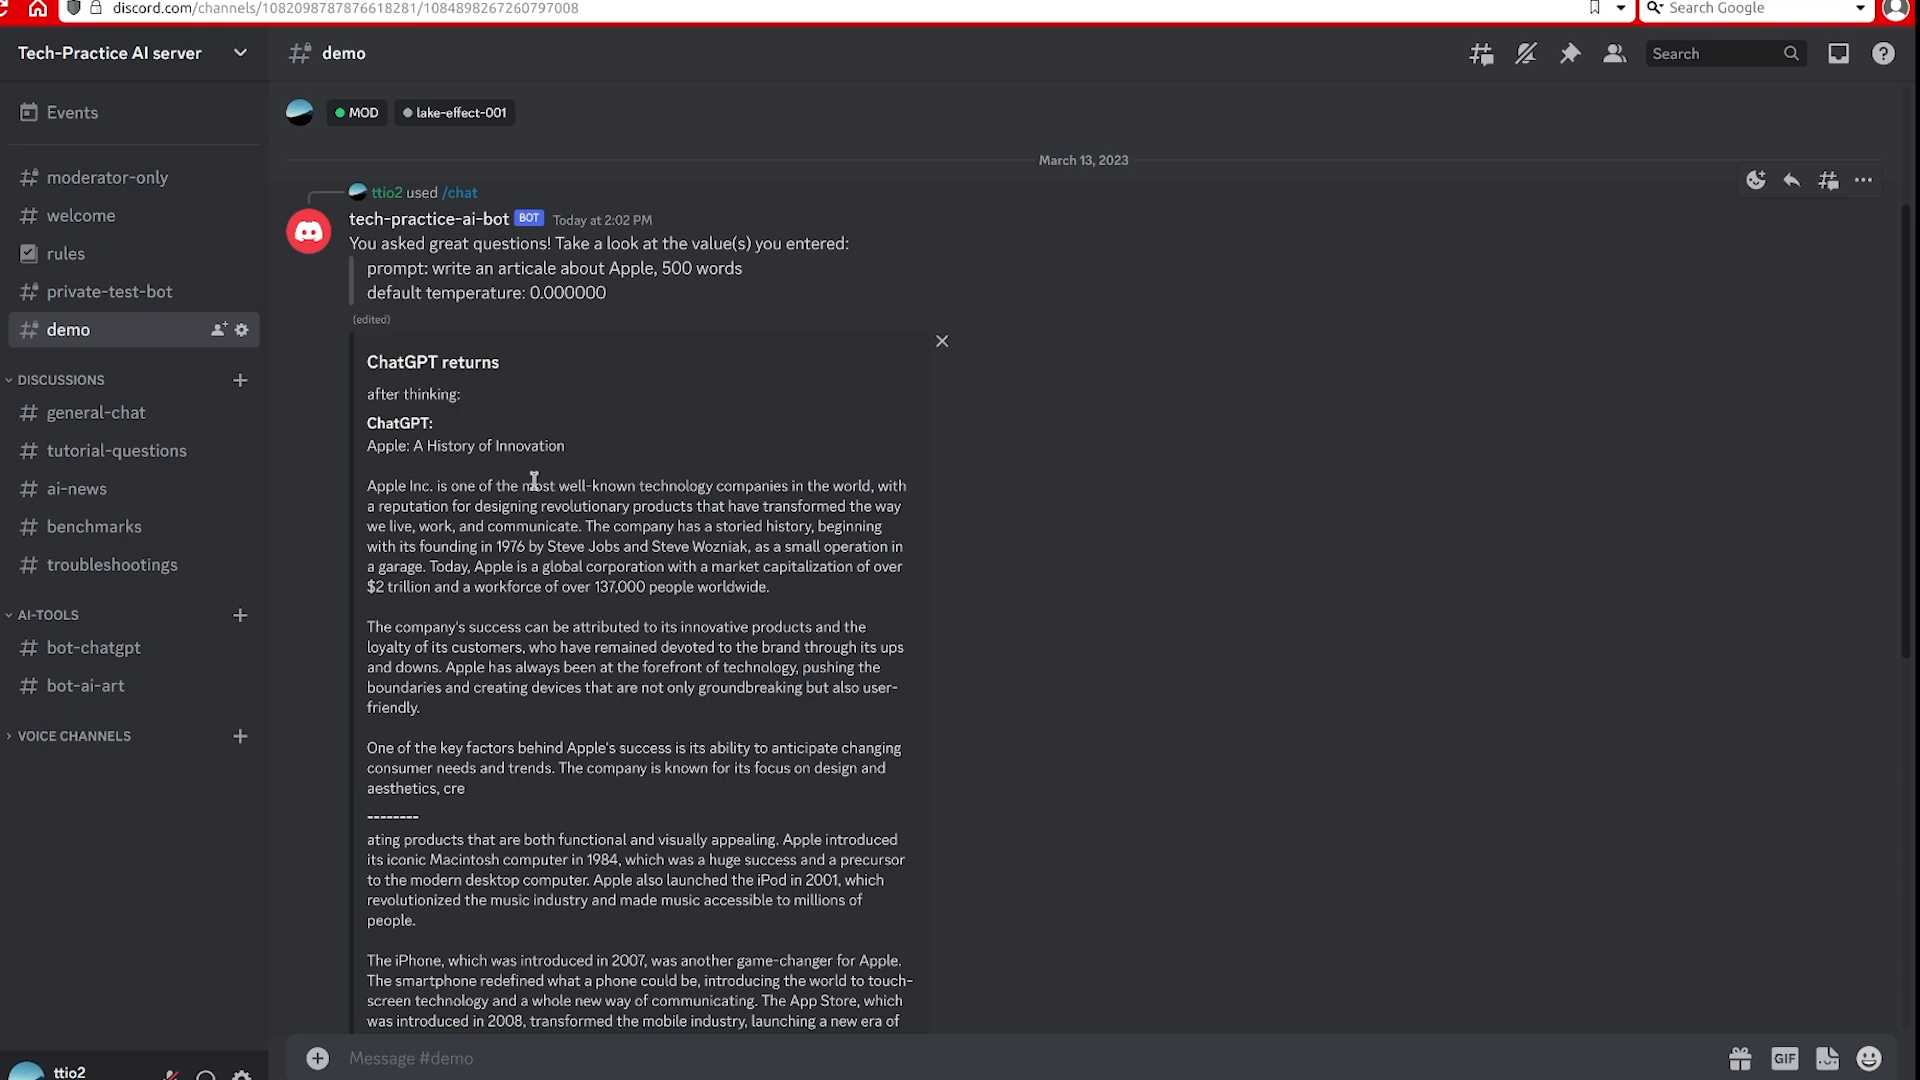 discord.com/channels/1082098787876618281/1084898267260797008
Search Google
Tech-Practice AI server
demo
Search
Events
MOD
lake-effect-001
March 13, 2023
moderator-only
welcome
rules
private-test-bot
demo
DISCUSSIONS
general-chat
tutorial-questions
ai-news
benchmarks
troubleshootings
AI-TOOLS
bot-chatgpt
bot-ai-art
VOICE CHANNELS
ttio2
ttio2 used /chat
tech-practice-ai-bot BOT Today at 2:02 PM
You asked great questions! Take a look at the value(s) you entered:
prompt: write an articale about Apple, 500 words
default temperature: 0.000000
(edited)
ChatGPT returns
after thinking:
ChatGPT:
Apple: A History of Innovation
Apple Inc. is one of the most well-known technology companies in the world, with
a reputation for designing revolutionary products that have transformed the way
we live, work, and communicate. The company has a storied history, beginning
with its founding in 1976 by Steve Jobs and Steve Wozniak, as a small operation in
a garage. Today, Apple is a global corporation with a market capitalization of over
$2 trillion and a workforce of over 137,000 people worldwide.
The company's success can be attributed to its innovative products and the
loyalty of its customers, who have remained devoted to the brand through its ups
and downs. Apple has always been at the forefront of technology, pushing the
boundaries and creating devices that are not only groundbreaking but also user-
friendly.
One of the key factors behind Apple's success is its ability to anticipate changing
consumer needs and trends. The company is known for its focus on design and
aesthetics, cre
--------
ating products that are both functional and visually appealing. Apple introduced
its iconic Macintosh computer in 1984, which was a huge success and a precursor
to the modern desktop computer. Apple also launched the iPod in 2001, which
revolutionized the music industry and made music accessible to millions of
people.
The iPhone, which was introduced in 2007, was another game-changer for Apple.
The smartphone redefined what a phone could be, introducing the world to touch-
screen technology and a whole new way of communicating. The App Store, which
was introduced in 2008, transformed the mobile industry, launching a new era of
Message #demo
GIF